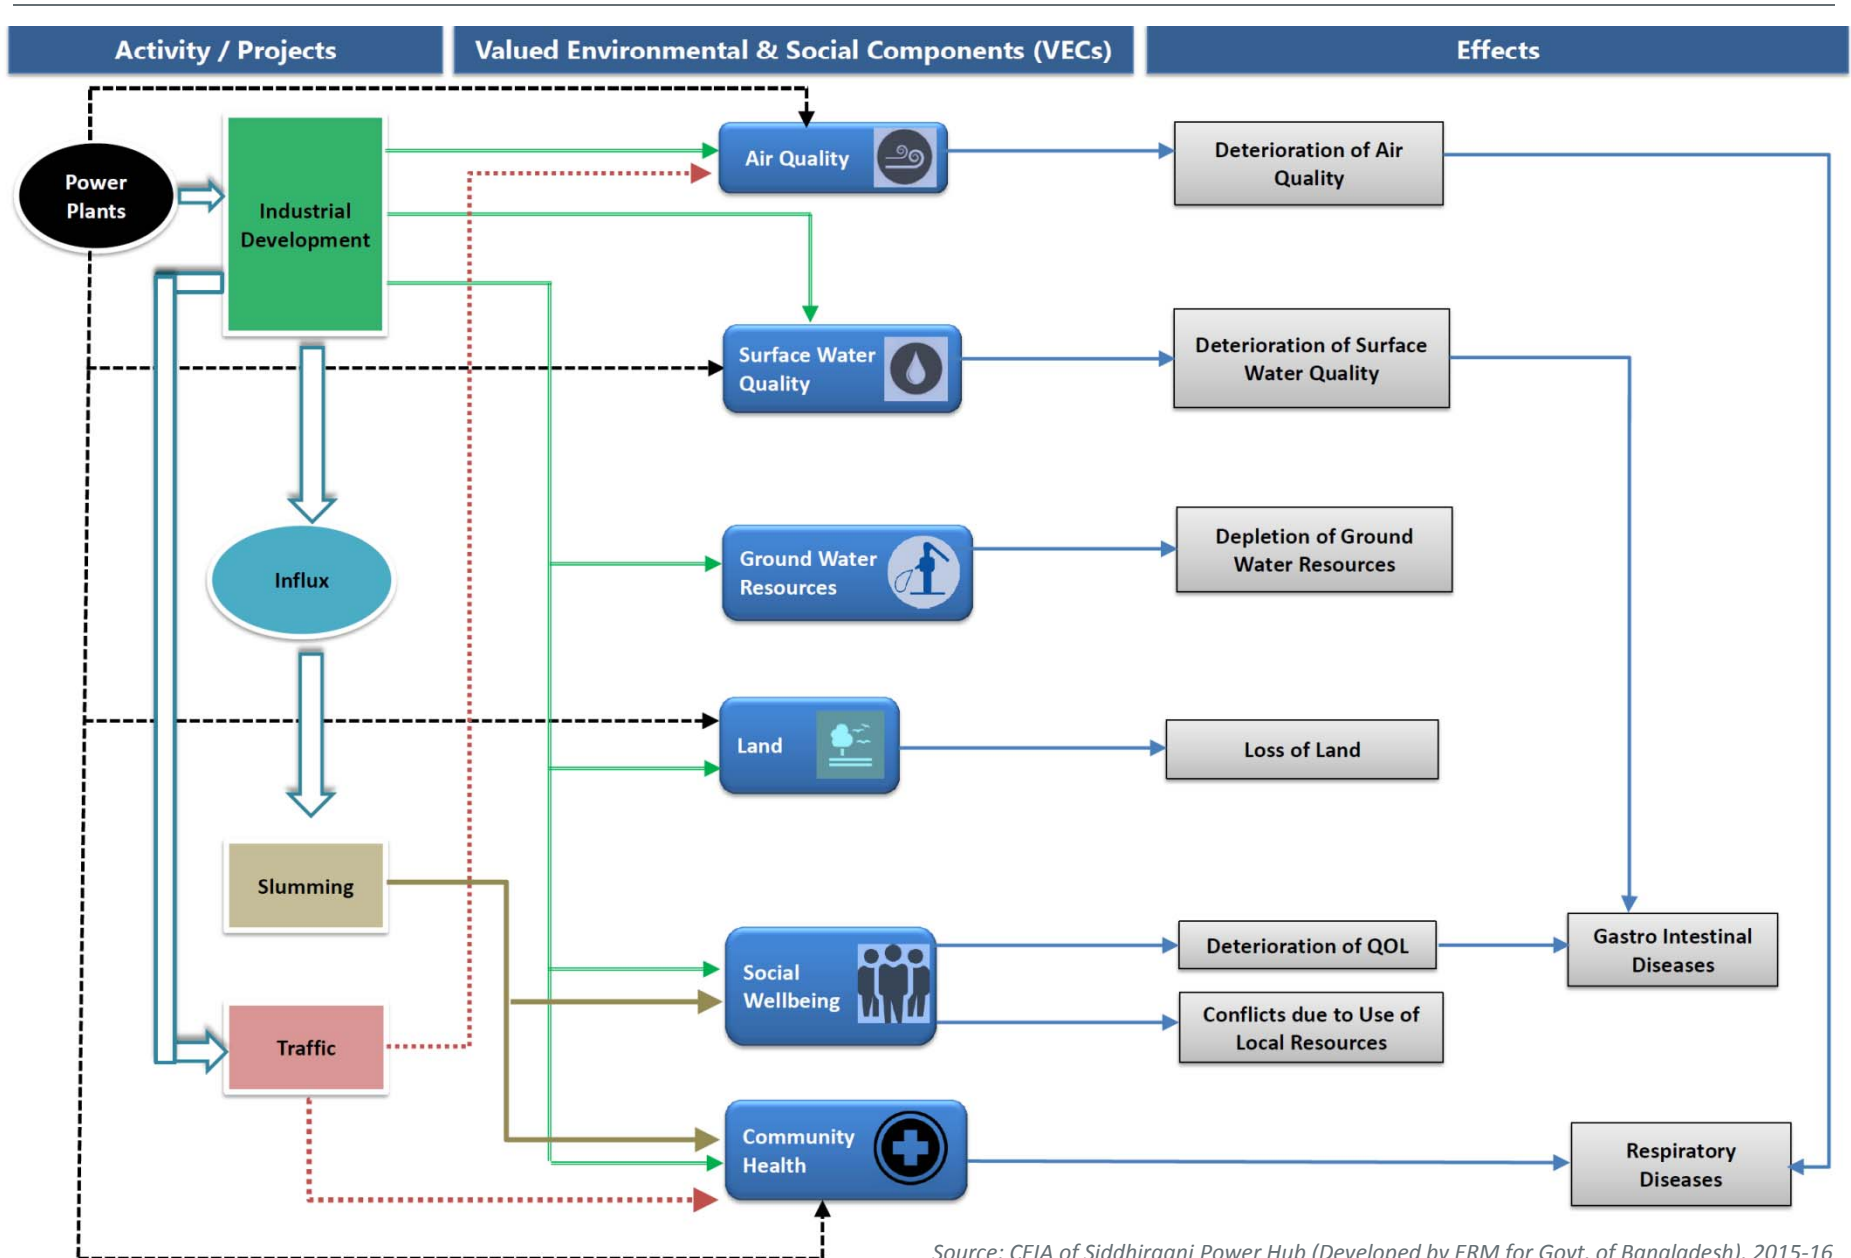 Activity / Projects
Valued Environmental & Social Components (VECs)
Effects
Power
Plants
Industrial
Development
Influx
Slumming
Traffic
Air Quality
Surface Water
Quality
Ground Water
Resources
Land
Social
Wellbeing
Community
Health
Deterioration of Air
Quality
Deterioration of Surface
Water Quality
Depletion of Ground
Water Resources
Loss of Land
Deterioration of QOL
Conflicts due to Use of
Local Resources
Gastro Intestinal
Diseases
Respiratory
Diseases
Source: CEIA of Siddhirganj Power Hub (Developed by ERM for Govt. of Bangladesh), 2015-16